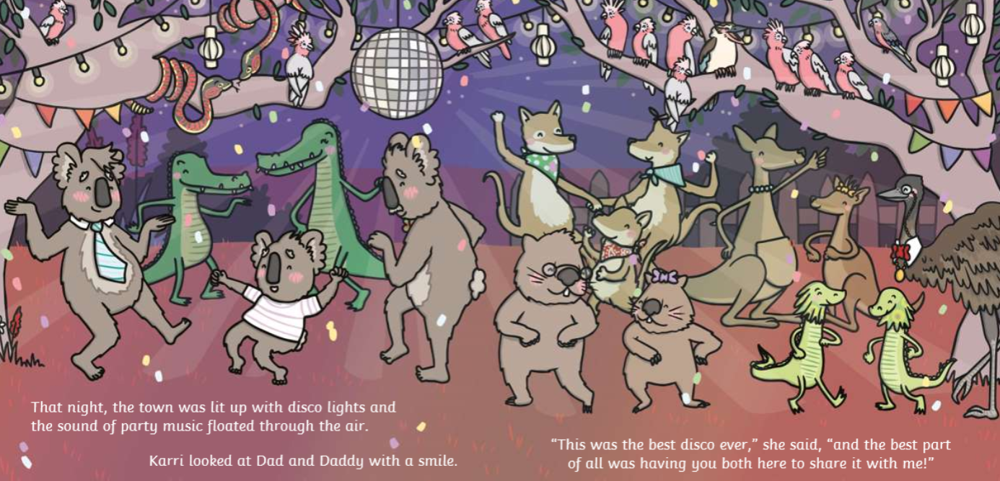 That night, the town was lit up with disco lights and
the sound of party music floated through the air.
Karri looked at Dad and Daddy with a smile.
“This was the best disco ever,” she said, “and the best part
of all was having you both here to share it with me!”